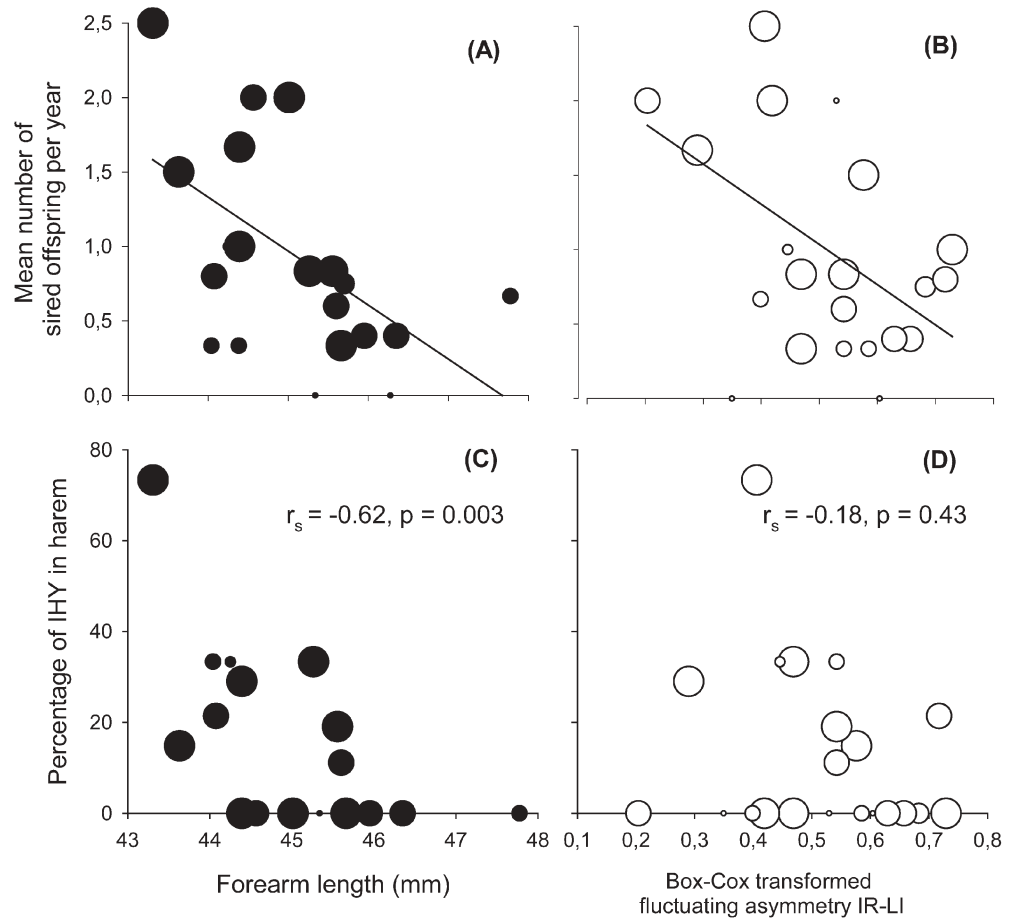 Mean number of
sired offspring per year
2,5
2,0
1,5
1,0
0,5
0,0
(A)
(B)
Percentage of IHY in harem
80
60
40
20
0
(C)
r_s = -0.62, p = 0.003
(D)
r_s = -0.18, p = 0.43
43 44 45 46 47 48
0,2 0,2 0,3 0,4 0,5 0,6 0,7 0,8
Forearm length (mm)
Box-Cox transformed
fluctuating asymmetry IR-LI